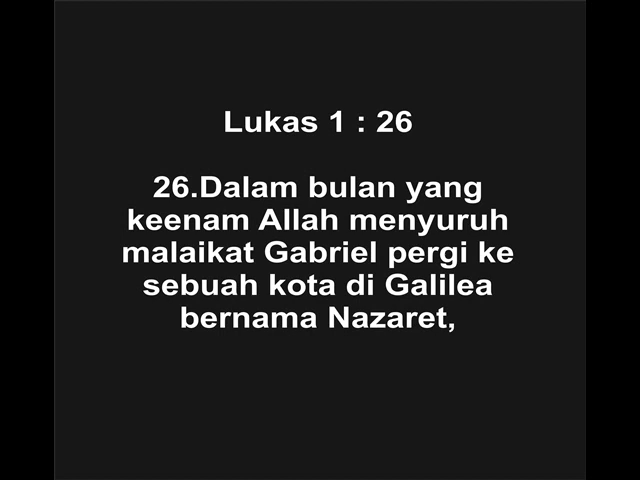 Lukas 1 : 26
26.Dalam bulan yang
keenam Allah menyuruh
malaikat Gabriel pergi ke
sebuah kota di Galilea
bernama Nazaret,